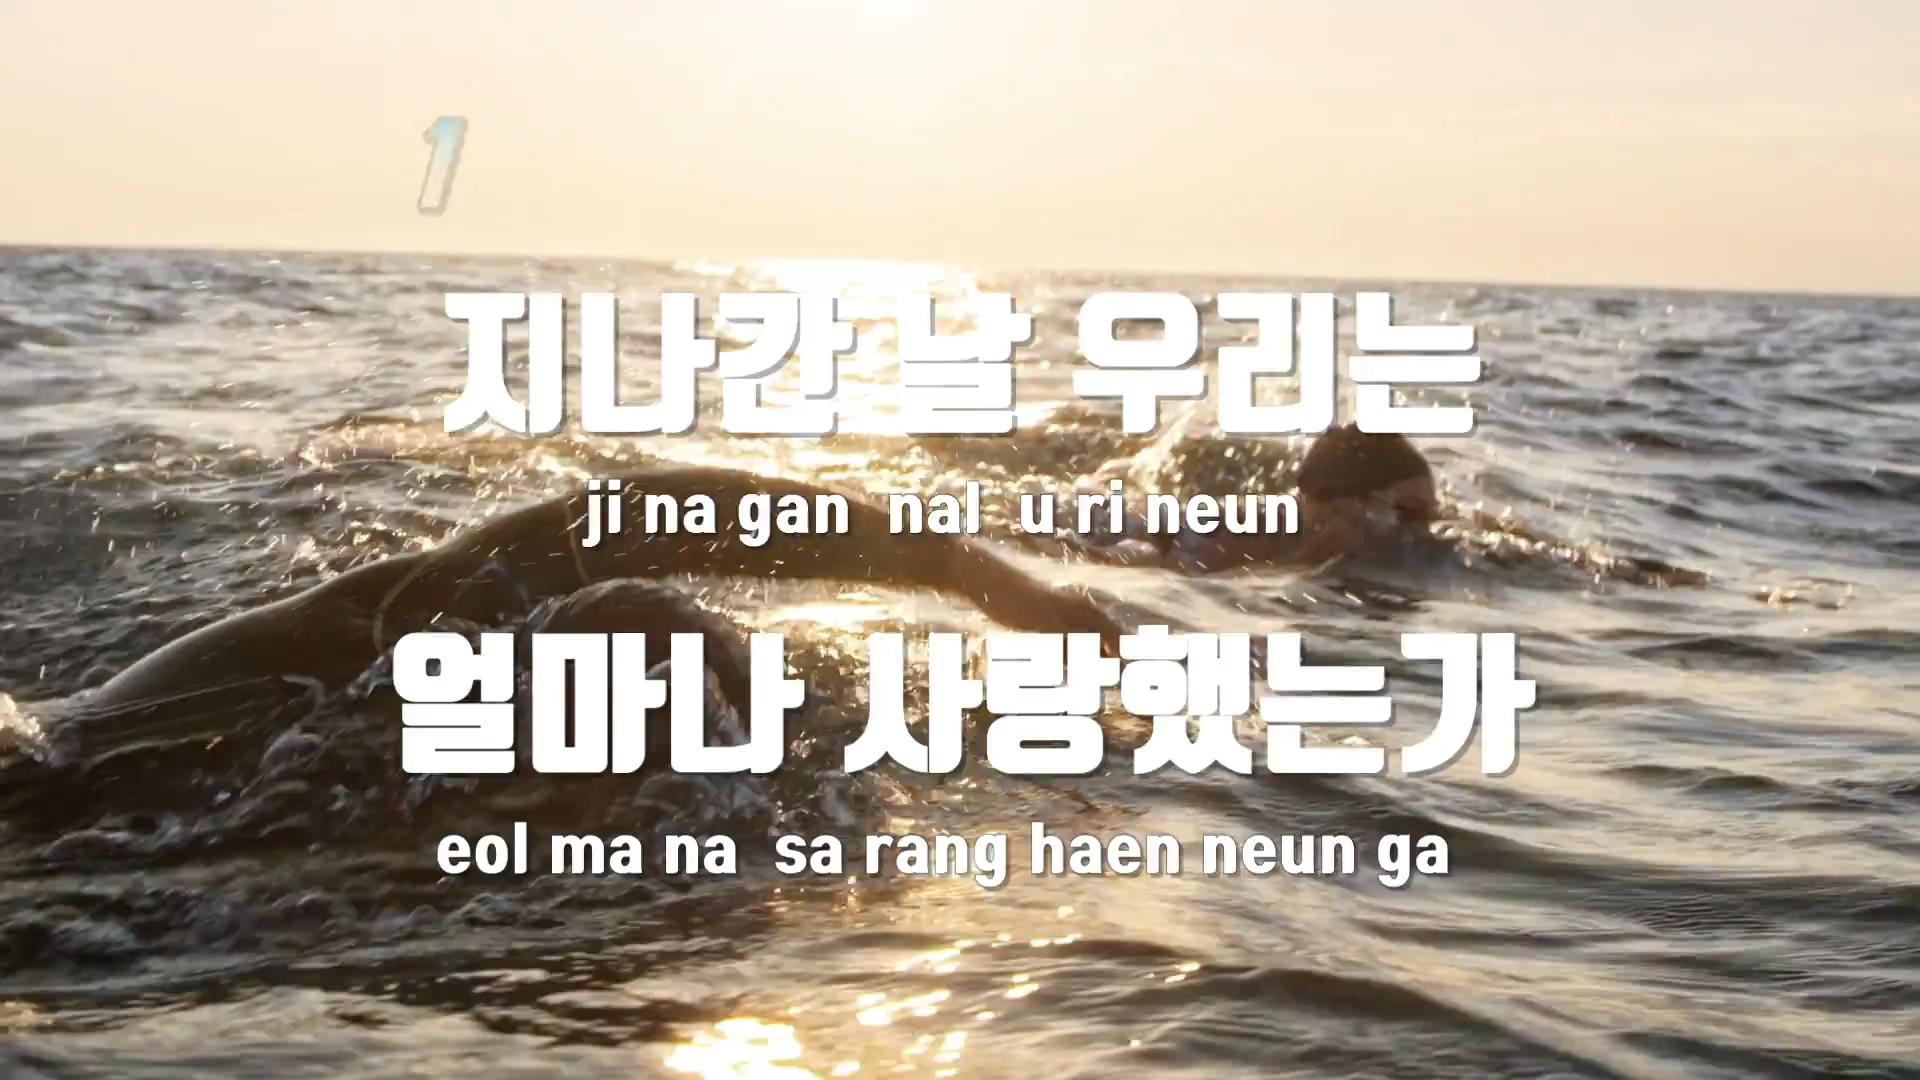 1
지나간 날 우리는
ji na gan nal u ri neun
얼마나 사랑했는가
eol ma na sa rang haen neun ga